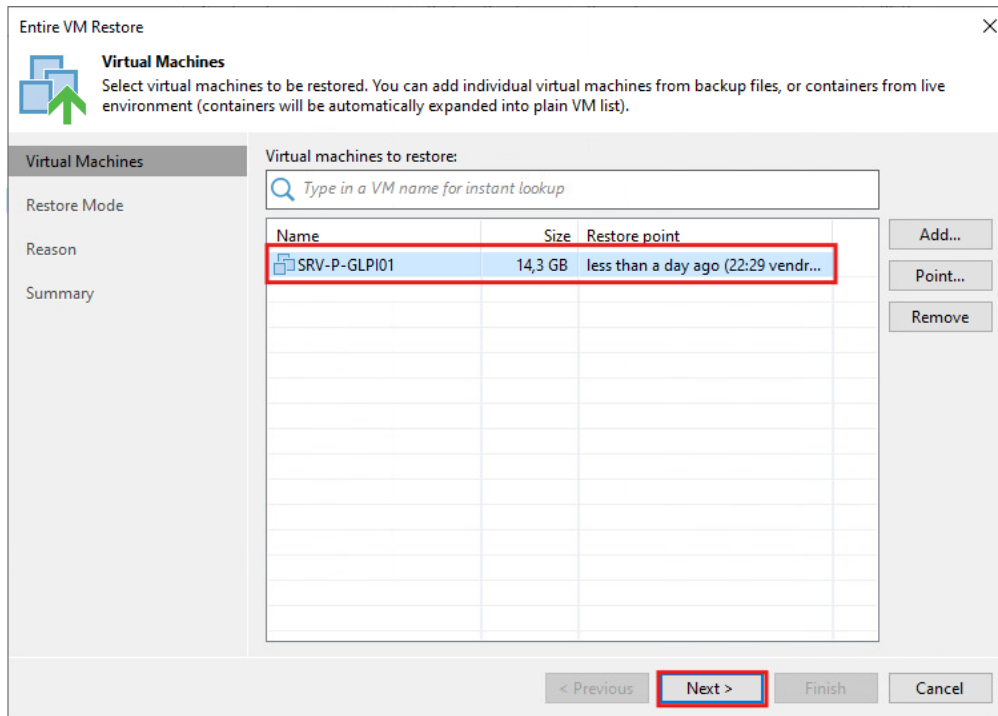 Entire VM Restore
Virtual Machines
Select virtual machines to be restored. You can add individual virtual machines from backup files, or containers from live
environment (containers will be automatically expanded into plain VM list).
Virtual Machines
Restore Mode
Reason
Summary
Virtual machines to restore:
Type in a VM name for instant lookup
Name Size Restore point
SRV-P-GLPI01 14,3 GB less than a day ago (22:29 vendr...
Add...
Point...
Remove
< Previous Next > Finish Cancel